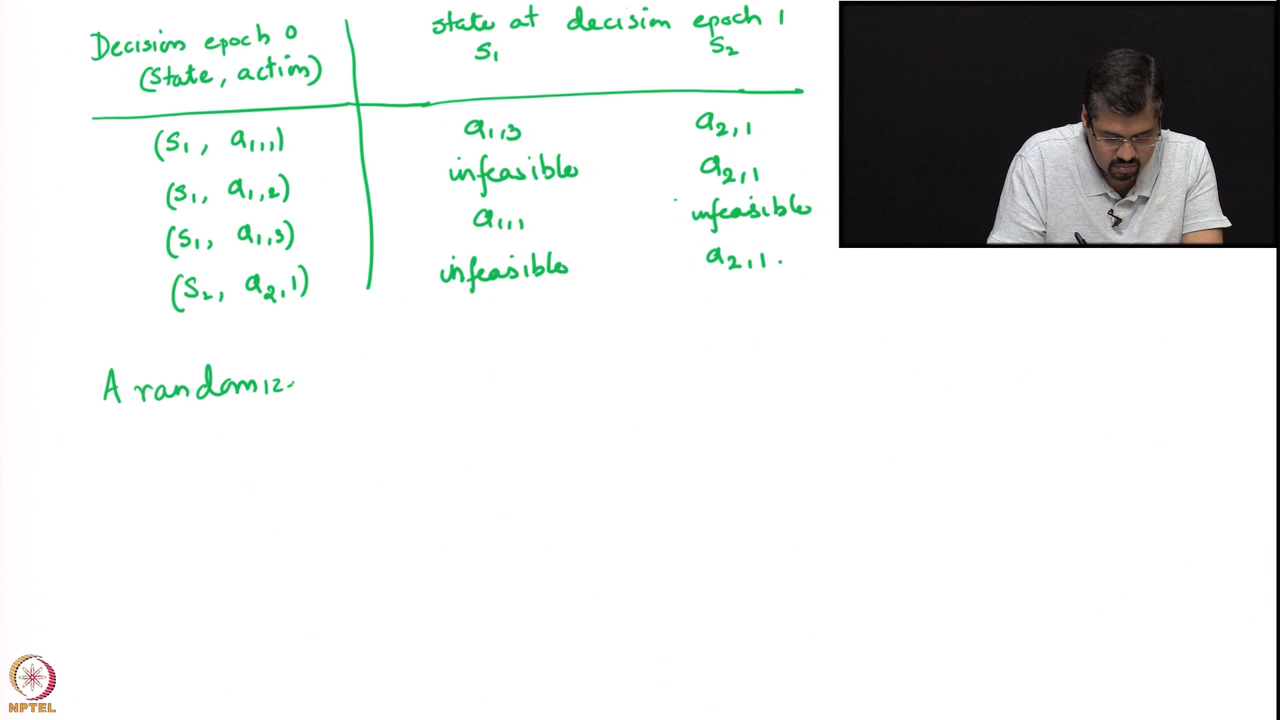 Decision epoch 0
(state, action)
state at decision epoch 1
S₁ S₂
(S₁, a₁,₁) a₁,₃ a₂,₁
(S₁, a₁,₂) infeasible a₂,₁
(S₁, a₁,₃) a₁,₁ infeasible
(S₂, a₂,₁) infeasible a₂,₁.
A randomiz
NPTEL